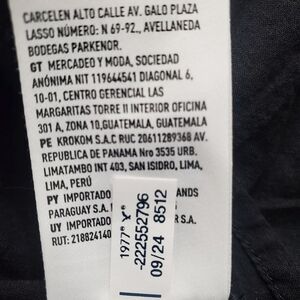 CARCELEN ALTO CALLE AV. GALO PLAZA
LASSO NÚMERO: N 69-92., AVELLANEDA
BODEGAS PARKENOR.
GT MERCADEO Y MODA, SOCIEDAD
ANÓNIMA NIT 119644541 DIAGONAL 6,
10-01, CENTRO GERENCIAL LAS
MARGARITAS TORRE II INTERIOR OFICINA
301 A, ZONA 10, GUATEMALA, GUATEMALA
PE KROKOM S.A.C RUC 20611289368 AV.
REPUBLICA DE PANAMA Nro 3535 URB.
LIMATAMBO INT 403, SAN ISIDRO, LIMA,
LIMA, PERÚ
PY IMPORTADO ANDS
PARAGUAY S.A.
UY IMPORTADO R S.A.
RUT: 218824140
1977®
-222552796
09/24 8512